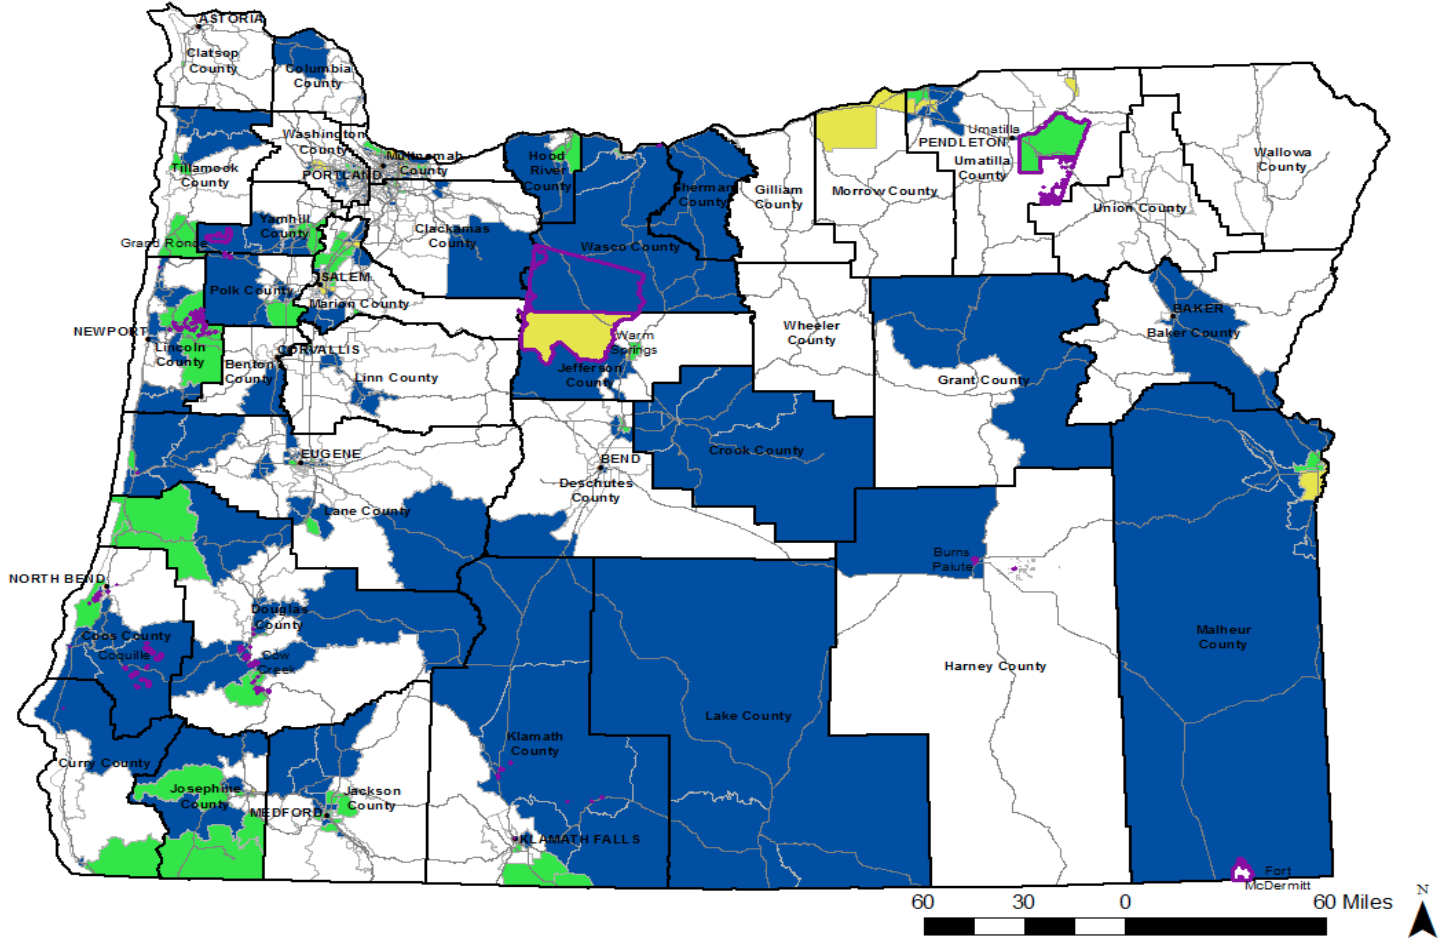 ASTORIA
Clatsop
County
Columbia
County
Washington
County
PORTLAND
Multnomah
County
Hood
River
County
Sherman
County
Gilliam
County
Morrow County
Umatilla
PENDLETON
Umatilla
County
Union County
Wallowa
County
Tillamook
County
Grand Ronde
Yamhill
County
Clackamas
County
Wasco County
SALEM
Polk County
Marion County
NEWPORT
Lincoln
County
CORVALLIS
Benton
County
Linn County
Warm
Springs
Jefferson
County
Wheeler
County
Grant County
BAKER
Baker County
EUGENE
Lane County
BEND
Deschutes
County
Crook County
NORTH BEND
Coos County
Coquille
Douglas
County
Cow
Creek
Burns
Paiute
Harney County
Malheur
County
Lake County
Klamath
County
Curry County
Josephine
County
Jackson
County
MEDFORD
KLAMATH FALLS
Fort
McDermitt
60 30 0 60 Miles
N